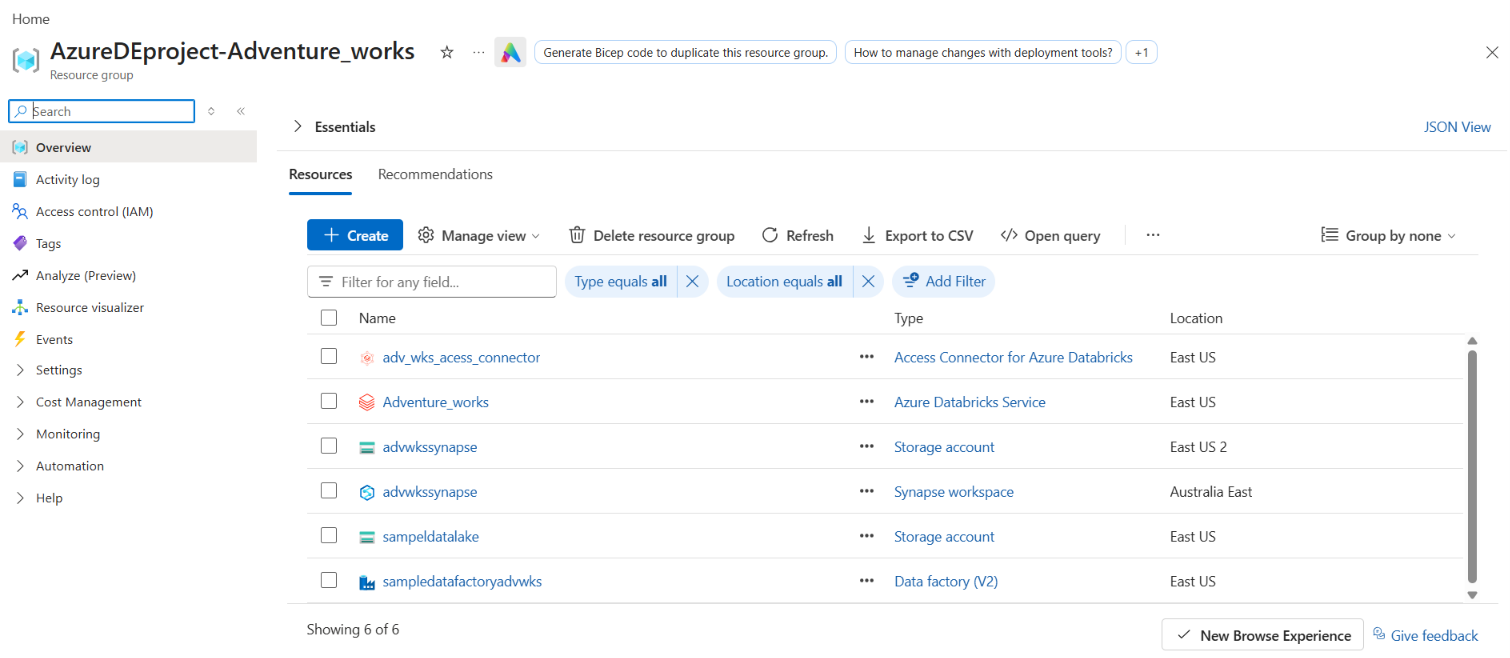 Home
AzureDEproject-Adventure_works
Generate Bicep code to duplicate this resource group.
How to manage changes with deployment tools?
+1
Resource group
Search
Essentials
JSON View
Overview
Activity log
Access control (IAM)
Tags
Analyze (Preview)
Resource visualizer
Events
Settings
Cost Management
Monitoring
Automation
Help
Resources Recommendations
Create Manage view Delete resource group Refresh Export to CSV Open query Group by none
Filter for any field... Type equals all Location equals all Add Filter
Name Type Location
adv_wks_acess_connector Access Connector for Azure Databricks East US
Adventure_works Azure Databricks Service East US
advwkssynapse Storage account East US 2
advwkssynapse Synapse workspace Australia East
sampeldatalake Storage account East US
sampledatafactoryadvwks Data factory (V2) East US
Showing 6 of 6
New Browse Experience Give feedback